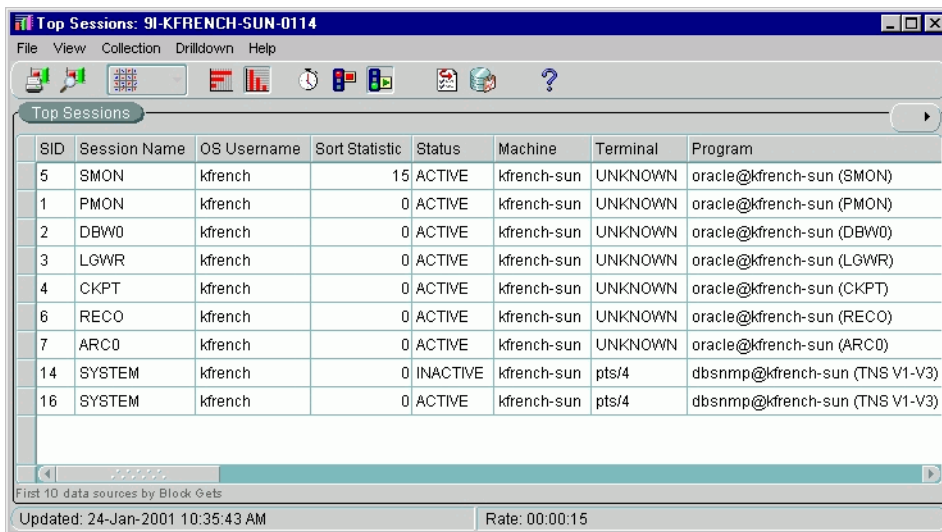 Top Sessions: 9I-KFRENCH-SUN-0114
File View Collection Drilldown Help
Top Sessions
SID Session Name OS Username Sort Statistic Status Machine Terminal Program
5 SMON kfrench 15 ACTIVE kfrench-sun UNKNOWN oracle@kfrench-sun (SMON)
1 PMON kfrench 0 ACTIVE kfrench-sun UNKNOWN oracle@kfrench-sun (PMON)
2 DBW0 kfrench 0 ACTIVE kfrench-sun UNKNOWN oracle@kfrench-sun (DBW0)
3 LGWR kfrench 0 ACTIVE kfrench-sun UNKNOWN oracle@kfrench-sun (LGWR)
4 CKPT kfrench 0 ACTIVE kfrench-sun UNKNOWN oracle@kfrench-sun (CKPT)
6 RECO kfrench 0 ACTIVE kfrench-sun UNKNOWN oracle@kfrench-sun (RECO)
7 ARC0 kfrench 0 ACTIVE kfrench-sun UNKNOWN oracle@kfrench-sun (ARC0)
14 SYSTEM kfrench 0 INACTIVE kfrench-sun pts/4 dbsnmp@kfrench-sun (TNS V1-V3)
16 SYSTEM kfrench 0 ACTIVE kfrench-sun pts/4 dbsnmp@kfrench-sun (TNS V1-V3)
First 10 data sources by Block Gets
Updated: 24-Jan-2001 10:35:43 AM Rate: 00:00:15